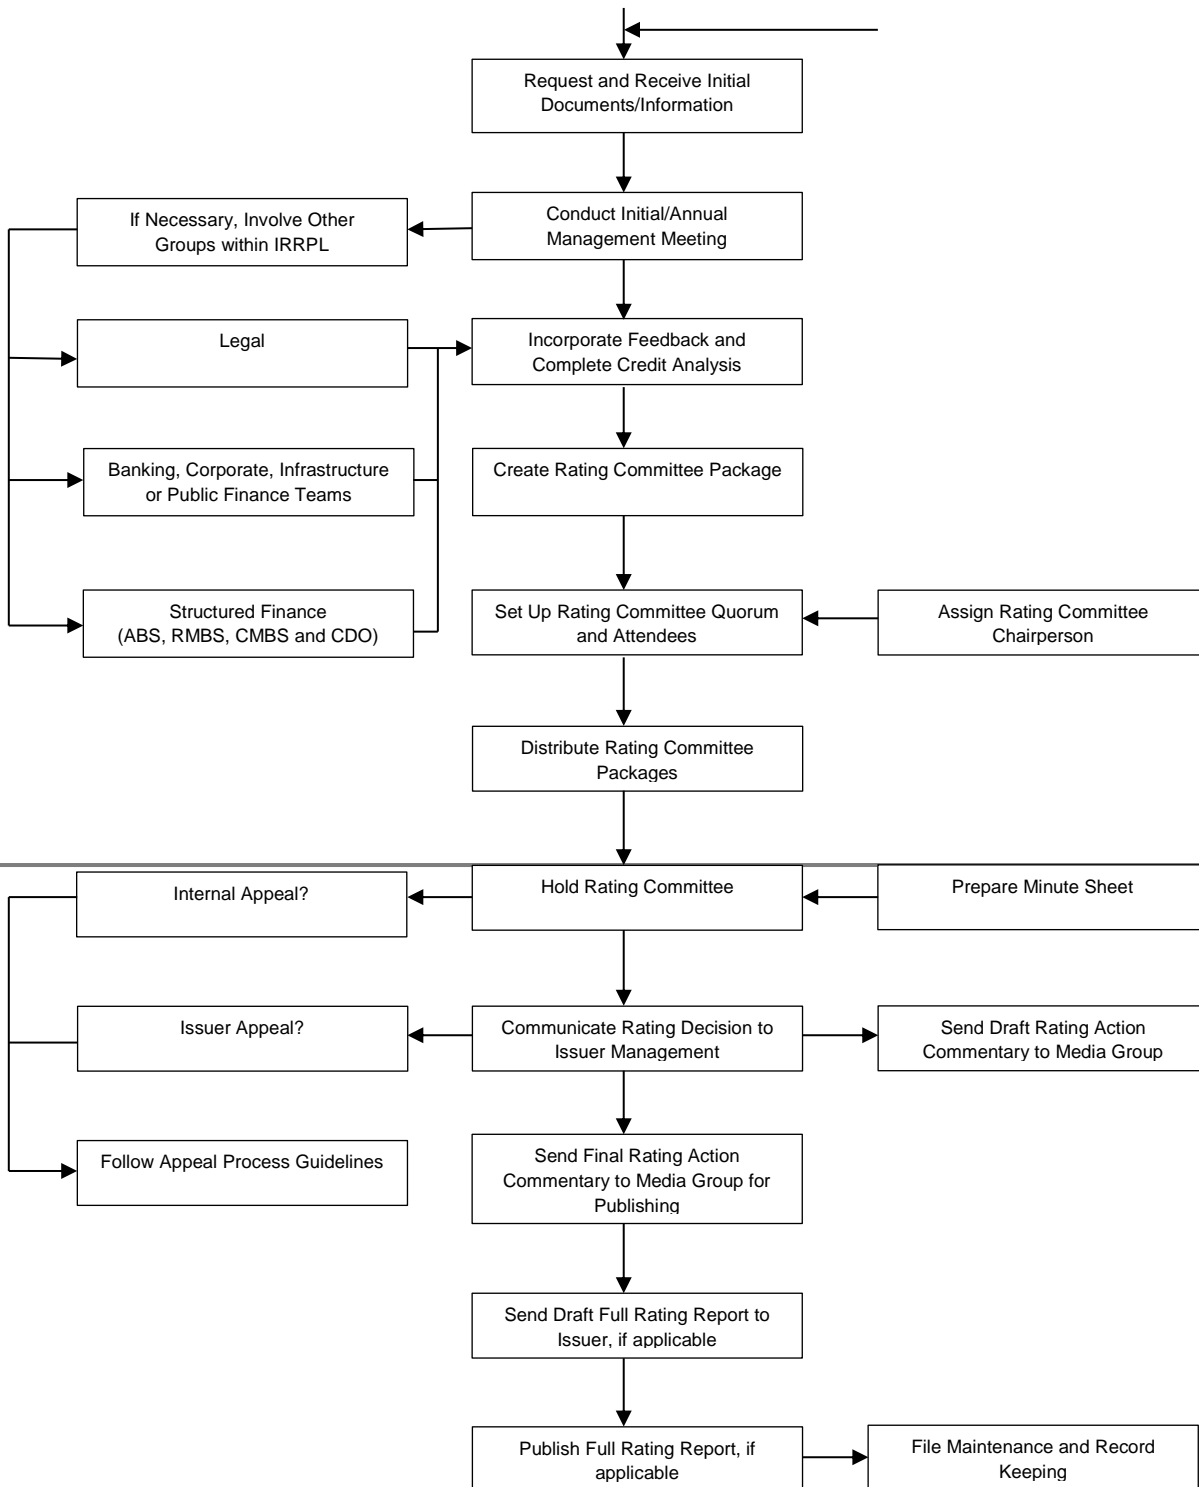 Request and Receive Initial
Documents/Information
If Necessary, Involve Other
Groups within IRRPL
Conduct Initial/Annual
Management Meeting
Legal
Incorporate Feedback and
Complete Credit Analysis
Banking, Corporate, Infrastructure
or Public Finance Teams
Create Rating Committee Package
Structured Finance
(ABS, RMBS, CMBS and CDO)
Set Up Rating Committee Quorum
and Attendees
Assign Rating Committee
Chairperson
Distribute Rating Committee
Packages
Internal Appeal?
Hold Rating Committee
Prepare Minute Sheet
Issuer Appeal?
Communicate Rating Decision to
Issuer Management
Send Draft Rating Action
Commentary to Media Group
Follow Appeal Process Guidelines
Send Final Rating Action
Commentary to Media Group for
Publishing
Send Draft Full Rating Report to
Issuer, if applicable
Publish Full Rating Report, if
applicable
File Maintenance and Record
Keeping